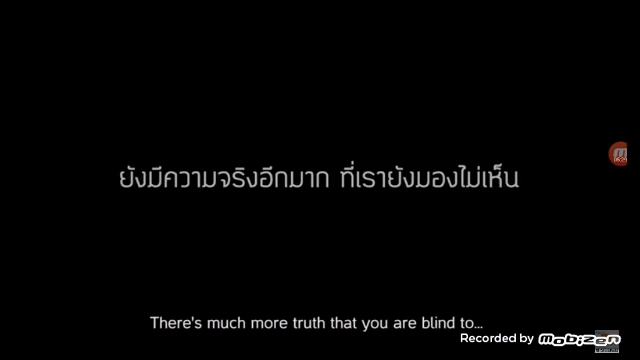 ยังมีความจริงอีกมาก ที่เรายังมองไม่เห็น
There's much more truth that you are blind to...
Recorded by Mobizen